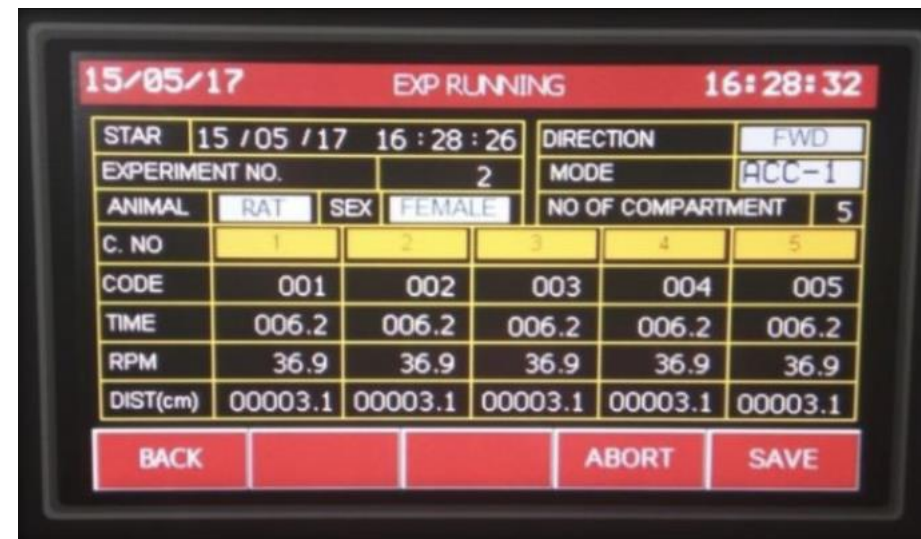 15/05/17 EXP RUNNING 16:28:32
STAR 15 /05 /17 16 : 28 : 26 DIRECTION FWD
EXPERIMENT NO. 2 MODE ACC-1
ANIMAL RAT SEX FEMALE NO OF COMPARTMENT 5
C. NO 1 2 3 4 5
CODE 001 002 003 004 005
TIME 006.2 006.2 006.2 006.2 006.2
RPM 36.9 36.9 36.9 36.9 36.9
DIST(cm) 00003.1 00003.1 00003.1 00003.1 00003.1
BACK ABORT SAVE